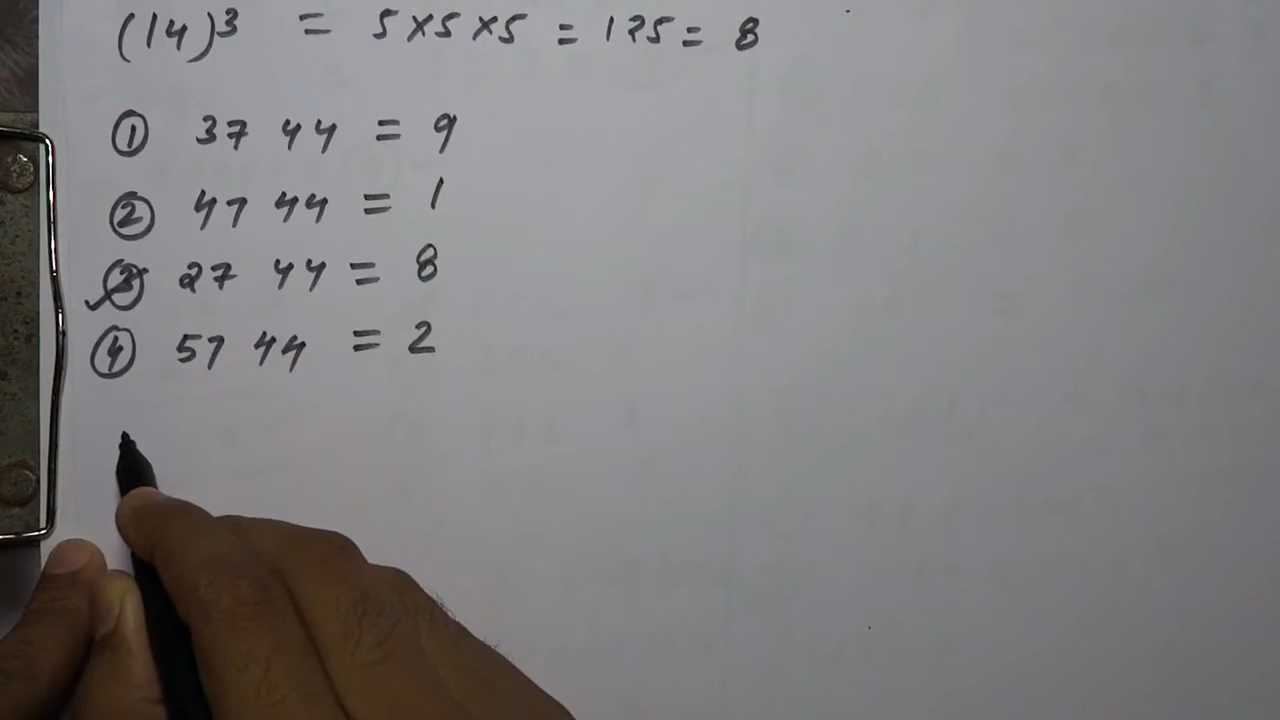 (14)³ = 5×5×5 = 125 = 8
① 37 44 = 9
② 47 44 = 1
③ 27 44 = 8
④ 57 44 = 2